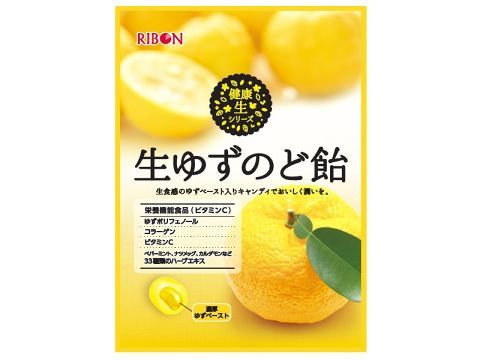 RIBON
健康
生
シリーズ
生ゆずのど飴
生食感のゆずペースト入りキャンディでおいしく潤いを。
栄養機能食品(ビタミンC)
ゆずポリフェノール
コラーゲン
ビタミンC
ペパーミント、ナツメッグ、カルダモンなど
33種類のハーブエキス
濃厚
ゆずペースト